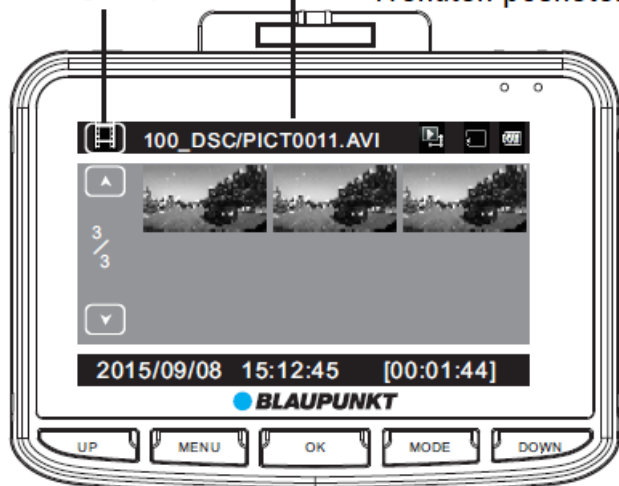 100_DSC/PICT0011.AVI
3/3
2015/09/08 15:12:45 [00:01:44]
BLAUPUNKT
UP MENU OK MODE DOWN